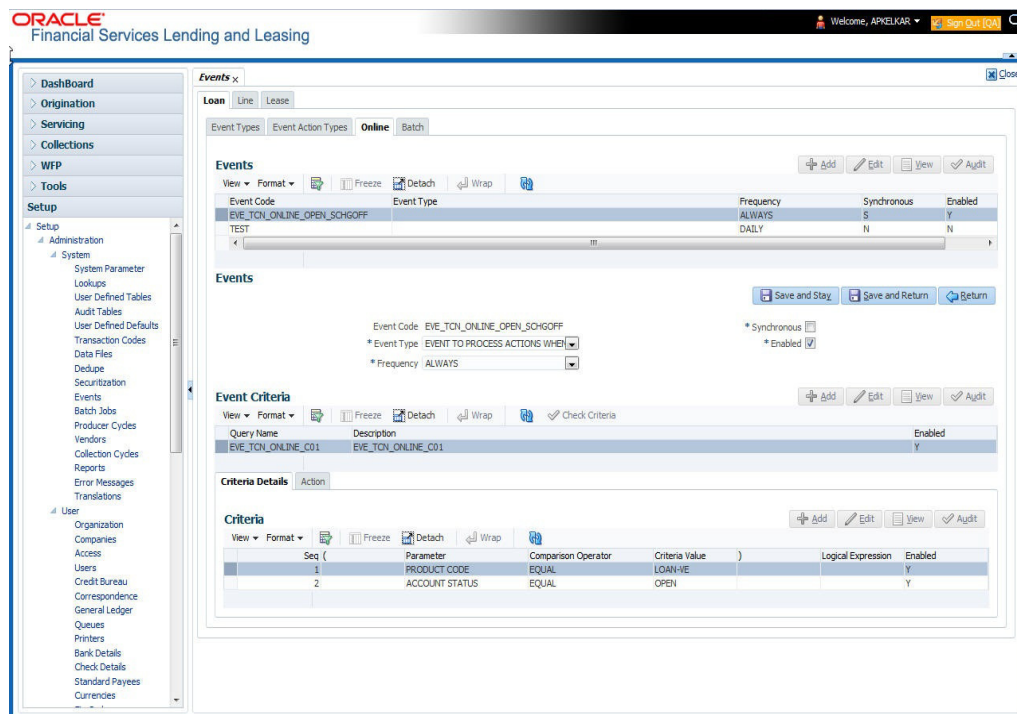 ORACLE®
Financial Services Lending and Leasing
Welcome, APKELKAR
Sign Out [QA]
DashBoard
Origination
Servicing
Collections
WFP
Tools
Setup
Setup
Administration
System
System Parameter
Lookups
User Defined Tables
Audit Tables
User Defined Defaults
Transaction Codes
Data Files
Dedupe
Securitization
Events
Batch Jobs
Producer Cycles
Vendors
Collection Cycles
Reports
Error Messages
Translations
User
Organization
Companies
Access
Users
Credit Bureau
Correspondence
General Ledger
Queues
Printers
Bank Details
Check Details
Standard Payees
Currencies
Events x
Close
Loan Line Lease
Event Types Event Action Types Online Batch
Events
Add Edit View Audit
View Format Freeze Detach Wrap
Event Code Event Type Frequency Synchronous Enabled
EVE_TCN_ONLINE_OPEN_SCHGOFF ALWAYS S Y
TEST DAILY N N
Events
Save and Stay Save and Return Return
Event Code EVE_TCN_ONLINE_OPEN_SCHGOFF * Synchronous
* Event Type EVENT TO PROCESS ACTIONS WHEN * Enabled
* Frequency ALWAYS
Event Criteria
Add Edit View Audit
View Format Freeze Detach Wrap Check Criteria
Query Name Description Enabled
EVE_TCN_ONLINE_C01 EVE_TCN_ONLINE_C01 Y
Criteria Details Action
Criteria
Add Edit View Audit
View Format Freeze Detach Wrap
Seq ( Parameter Comparison Operator Criteria Value ) Logical Expression Enabled
1 PRODUCT CODE EQUAL LOAN-VE Y
2 ACCOUNT STATUS EQUAL OPEN Y